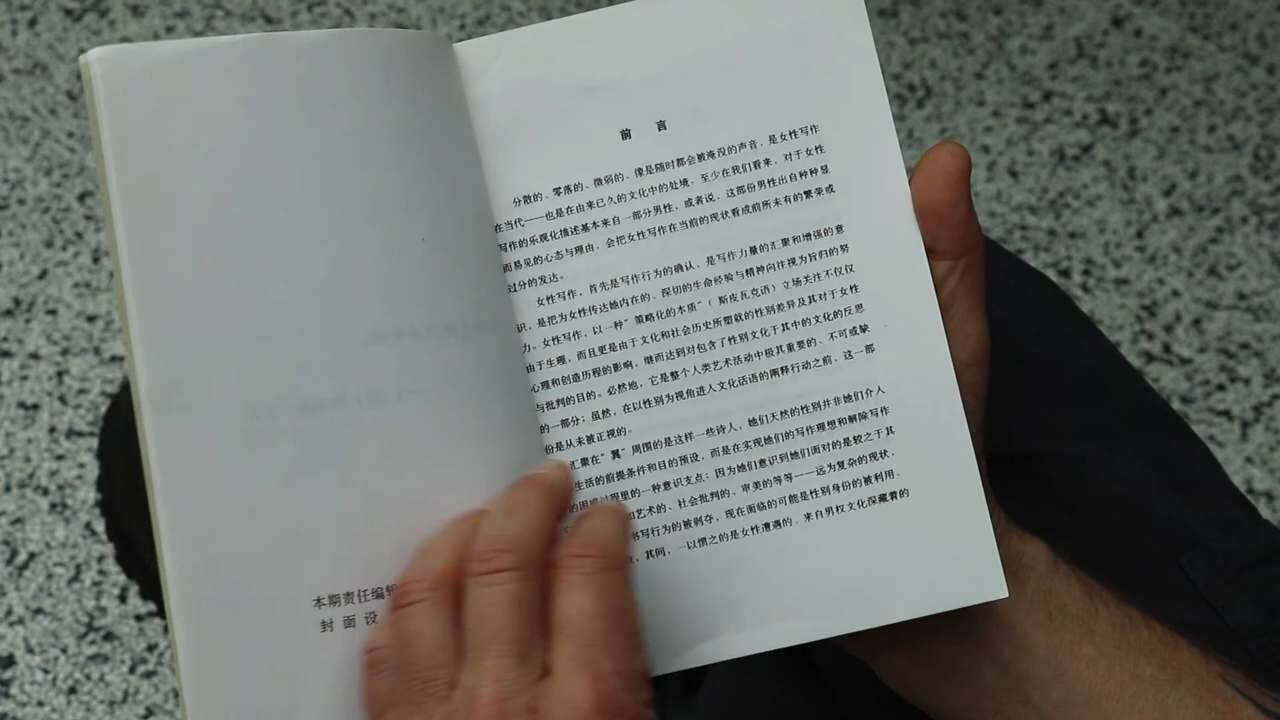 本期责任编辑
封面设
前言
分散的、零落的、微弱的、像是随时都会被淹没的声音，是女性写作
在当代——也是在由来已久的文化中的处境。至少在我们看来，对于女性
写作的乐观化描述基本来自一部分男性，或者说，这部份男性出自种种显
而易见的心态与理由，会把女性写作在当前的现状看成前所未有的繁荣或
过分的发达。
女性写作，首先是写作行为的确认，是写作力量的汇聚和增强的意
识，是把为女性传达她内在的、深切的生命经验与精神向往视为旨归的努
力。女性写作，以一种“策略化的本质”（斯皮瓦克语）立场关注不仅仅
由于生理，而且更是由于文化和社会历史所塑就的性别差异及其对于女性
心理和创造历程的影响，继而达到对包含了性别文化于其中的文化的反思
与批判的目的。必然地，它是整个人类艺术活动中极其重要的、不可或缺
的一部分；虽然，在以性别为视角进入文化话语的阐释行动之前，这一部
份是从未被正视的。
汇聚在“翼”周围的是这样一些诗人，她们天然的性别并非她们介入
生活的前提条件和目的预设，而是在实现她们的写作理想和解除写作
的困惑过程里的一种意识支点；因为她们意识到她们面对的是较之于其
和艺术的、社会批判的、审美的等等——远为复杂的现状，
书写行为的被剥夺，现在面临的可能是性别身份的被利用。
其间，一以惯之的是女性遭遇的、来自男权文化深藏着的